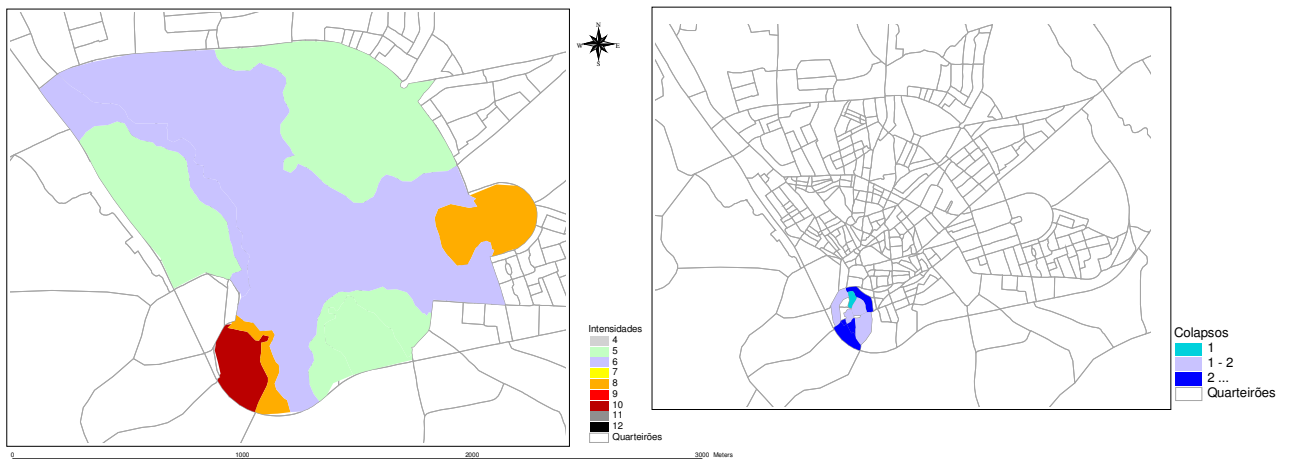 N
W E
S
Intensidades
4
5
6
7
8
9
10
11
12
Quarteirões
0 1000 2000 3000 Meters
Colapsos
1
1 - 2
2 ...
Quarteirões